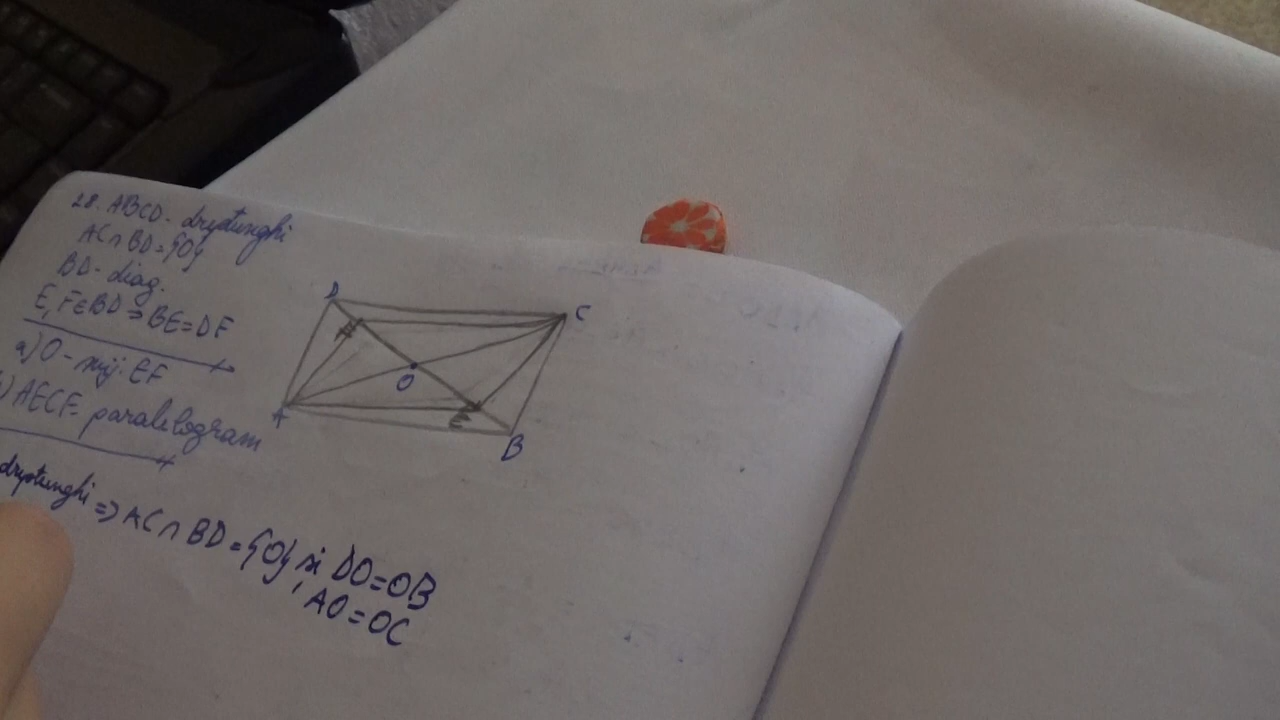 28. ABCD - dreptunghi
AC ∩ BD = {O}
BD - diag.
E, F ∈ BD ⇒ BE = DF
a) O - mij. EF
b) AECF - paralelogram
D
C
F
O
A
E
B
dreptunghi ⇒ AC ∩ BD = {O} și DO = OB
AO = OC